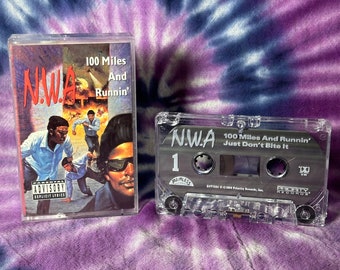 100 Miles
And
Runnin'
N.W.A
PARENTAL
ADVISORY
EXPLICIT LYRICS
N.W.A
100 Miles And Runnin'
Just Don't Bite It
1